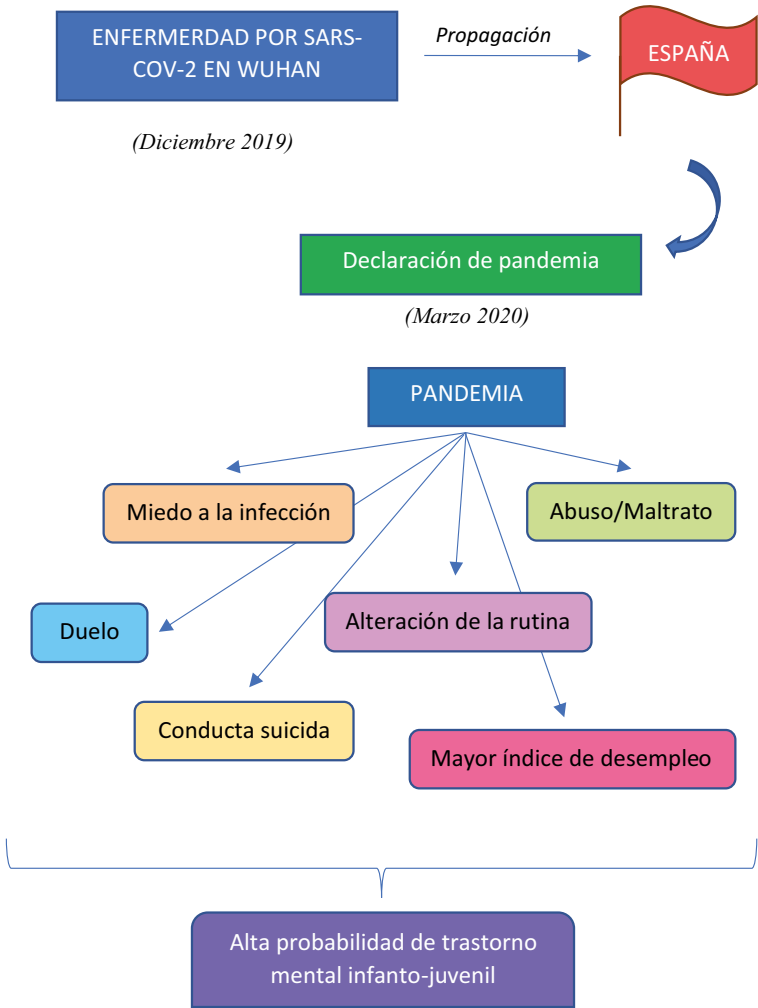 ENFERMERDAD POR SARS-
COV-2 EN WUHAN
Propagación
ESPAÑA
(Diciembre 2019)
Declaración de pandemia
(Marzo 2020)
PANDEMIA
Miedo a la infección
Abuso/Maltrato
Duelo
Alteración de la rutina
Conducta suicida
Mayor índice de desempleo
Alta probabilidad de trastorno
mental infanto-juvenil